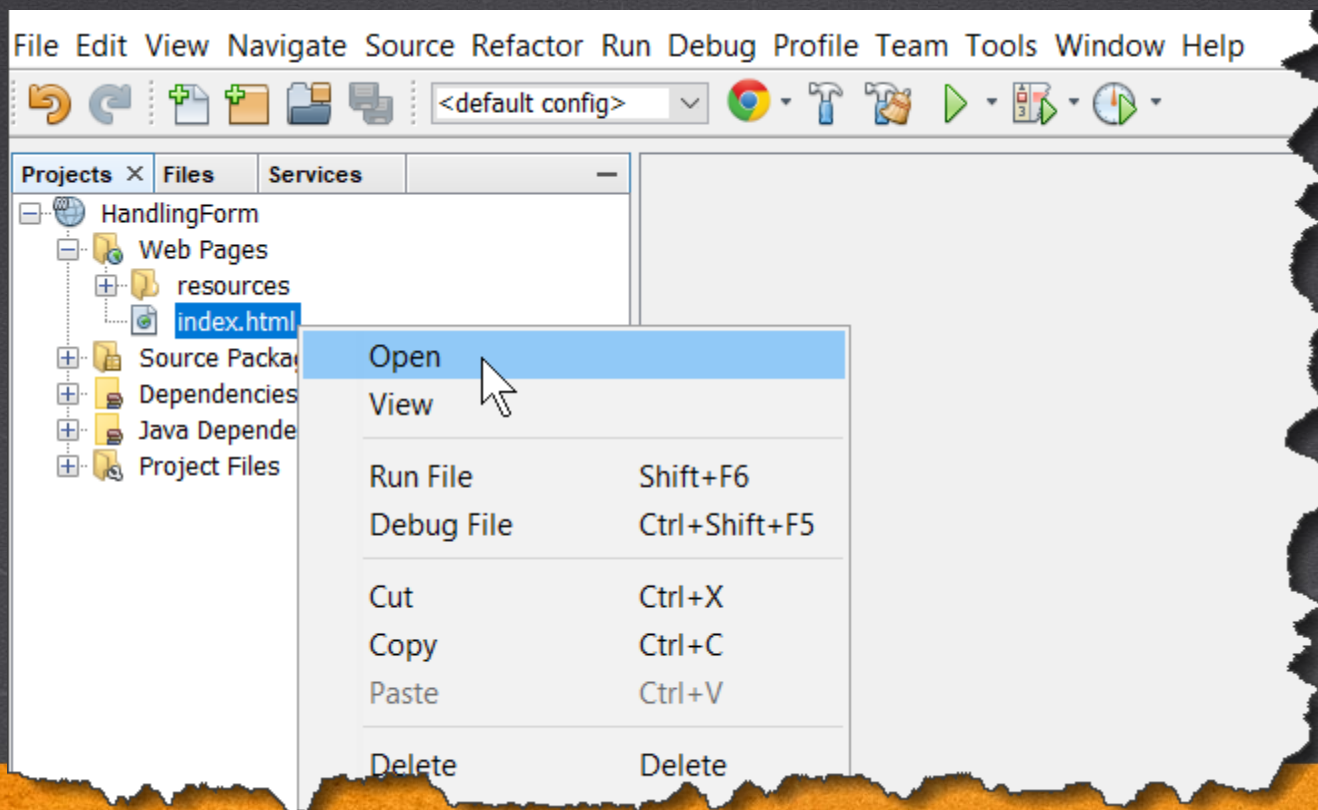 File Edit View Navigate Source Refactor Run Debug Profile Team Tools Window Help
<default config>
Projects Files Services
HandlingForm
Web Pages
resources
index.html
Source Packa
Dependencies
Java Depende
Project Files
Open
View
Run File Shift+F6
Debug File Ctrl+Shift+F5
Cut Ctrl+X
Copy Ctrl+C
Paste Ctrl+V
Delete Delete